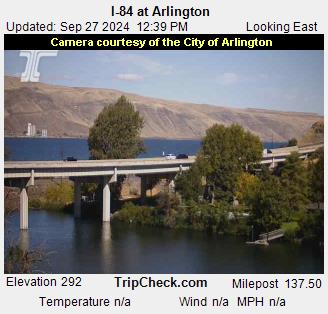 I-84 at Arlington
Updated: Sep 27 2024 12:39 PM Looking East
Camera courtesy of the City of Arlington
Elevation 292 TripCheck.com Milepost 137.50
Temperature n/a Wind n/a MPH n/a